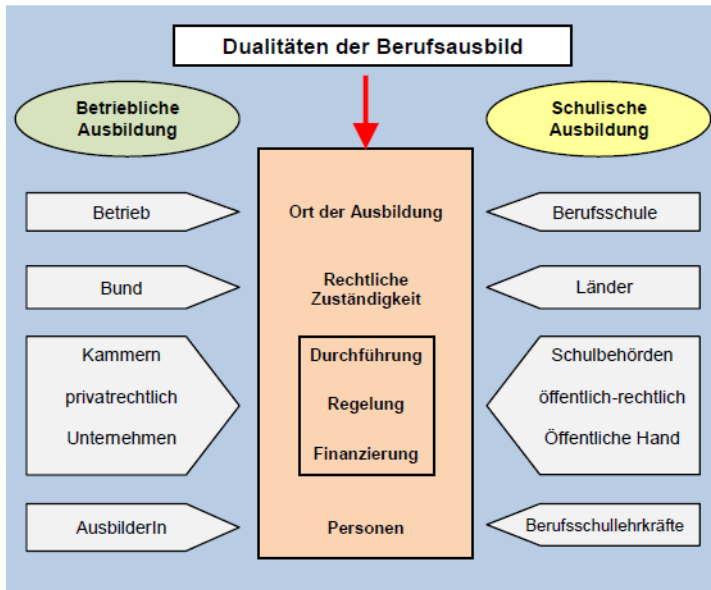 Dualitäten der Berufsausbild
Betriebliche
Ausbildung
Schulische
Ausbildung
Betrieb
Ort der Ausbildung
Berufsschule
Bund
Rechtliche
Zuständigkeit
Länder
Kammern
Durchführung
Schulbehörden
privatrechtlich
Regelung
öffentlich-rechtlich
Unternehmen
Finanzierung
Öffentliche Hand
AusbilderIn
Personen
Berufsschullehrkräfte